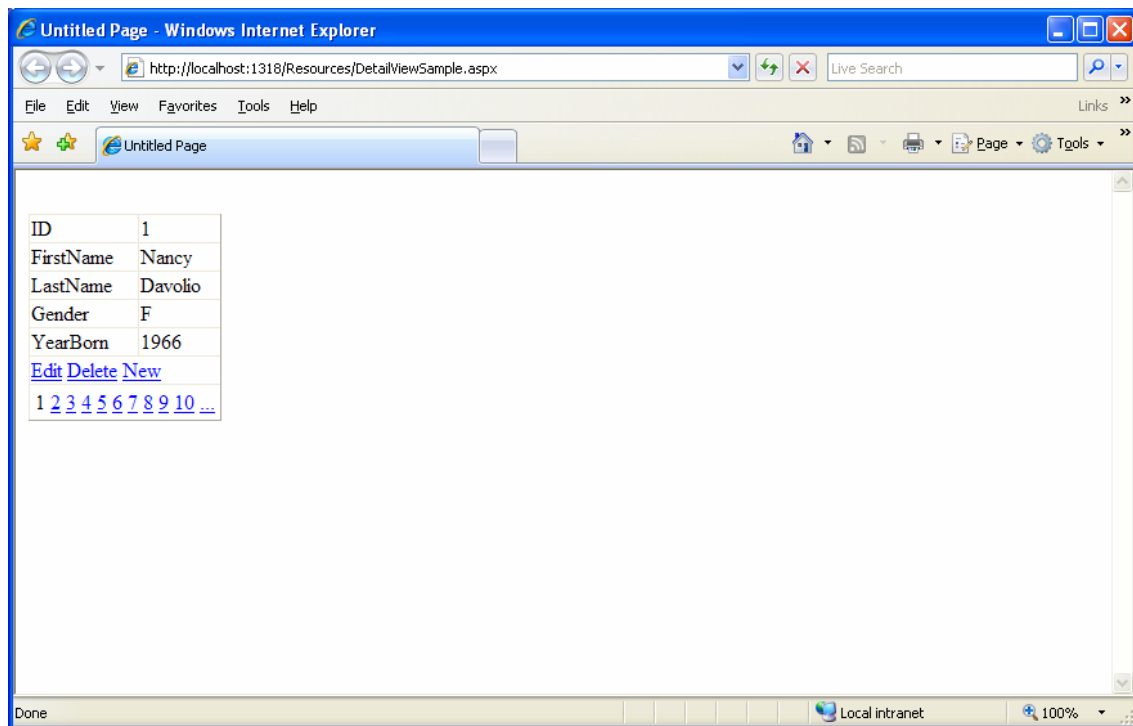 Untitled Page - Windows Internet Explorer
http://localhost:1318/Resources/DetailViewSample.aspx
Live Search
File Edit View Favorites Tools Help
Links »
Untitled Page
Page Tools »
ID 1
FirstName Nancy
LastName Davolio
Gender F
YearBorn 1966
Edit Delete New
1 2 3 4 5 6 7 8 9 10 ...
Done
Local intranet
100%